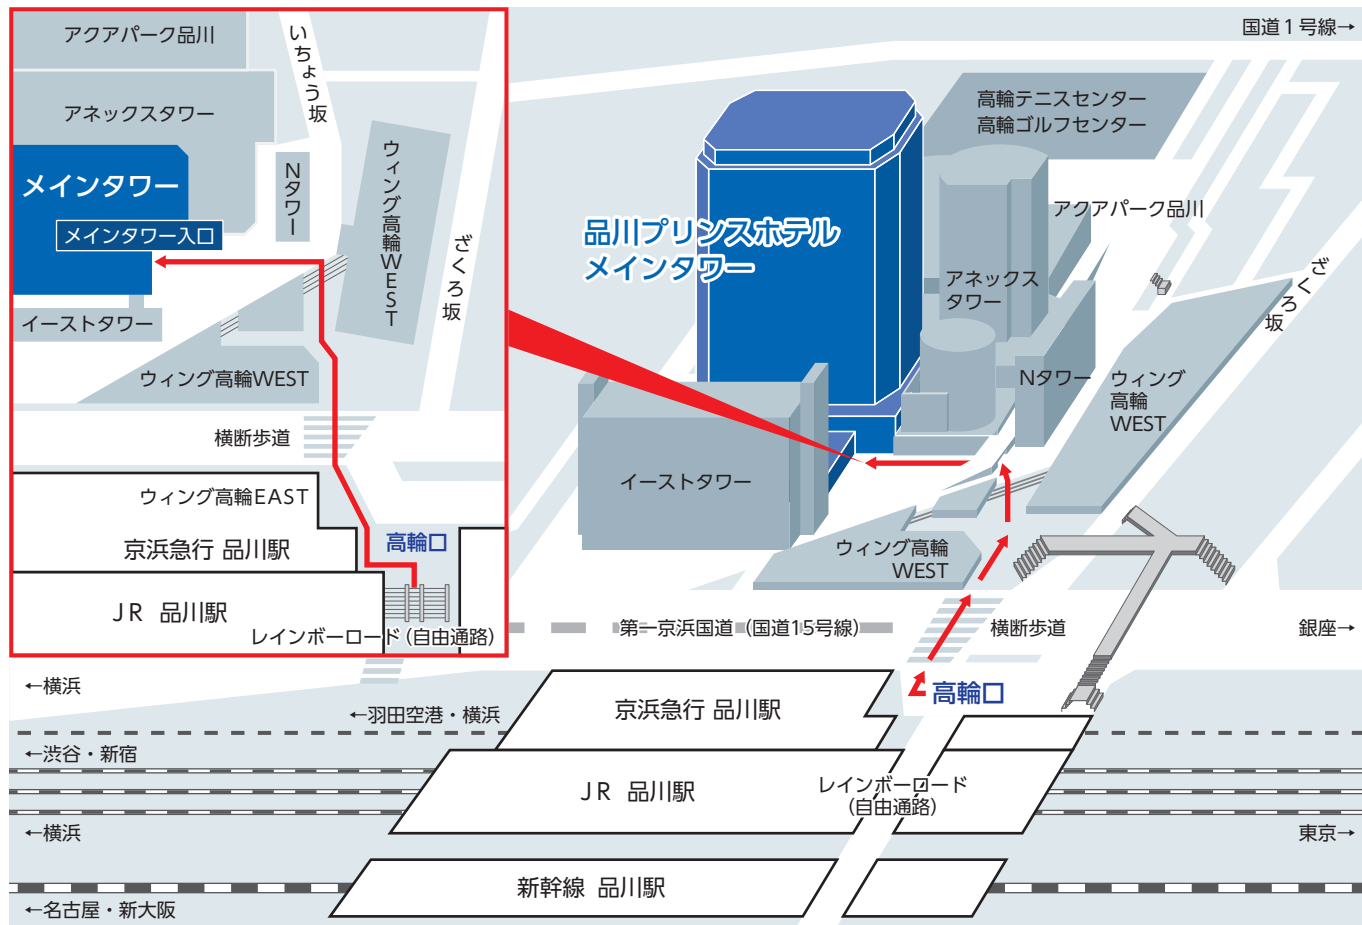 アクアパーク品川
いちょう坂
アネックスタワー
メインタワー
Nタワー
ウィング高輪WEST
ざくろ坂
メインタワー入口
イーストタワー
ウィング高輪WEST
横断歩道
ウィング高輪EAST
京浜急行 品川駅
高輪口
JR 品川駅
レインボーロード(自由通路)
国道1号線→
高輪テニスセンター
高輪ゴルフセンター
アクアパーク品川
品川プリンスホテル
メインタワー
アネックス
タワー
ざくろ坂
Nタワー
ウィング
高輪
WEST
イーストタワー
ウィング高輪
WEST
第一京浜国道(国道15号線)
横断歩道
銀座→
←横浜
高輪口
←羽田空港・横浜
京浜急行 品川駅
←渋谷・新宿
JR 品川駅
レインボーロード
(自由通路)
←横浜
東京→
新幹線 品川駅
←名古屋・新大阪